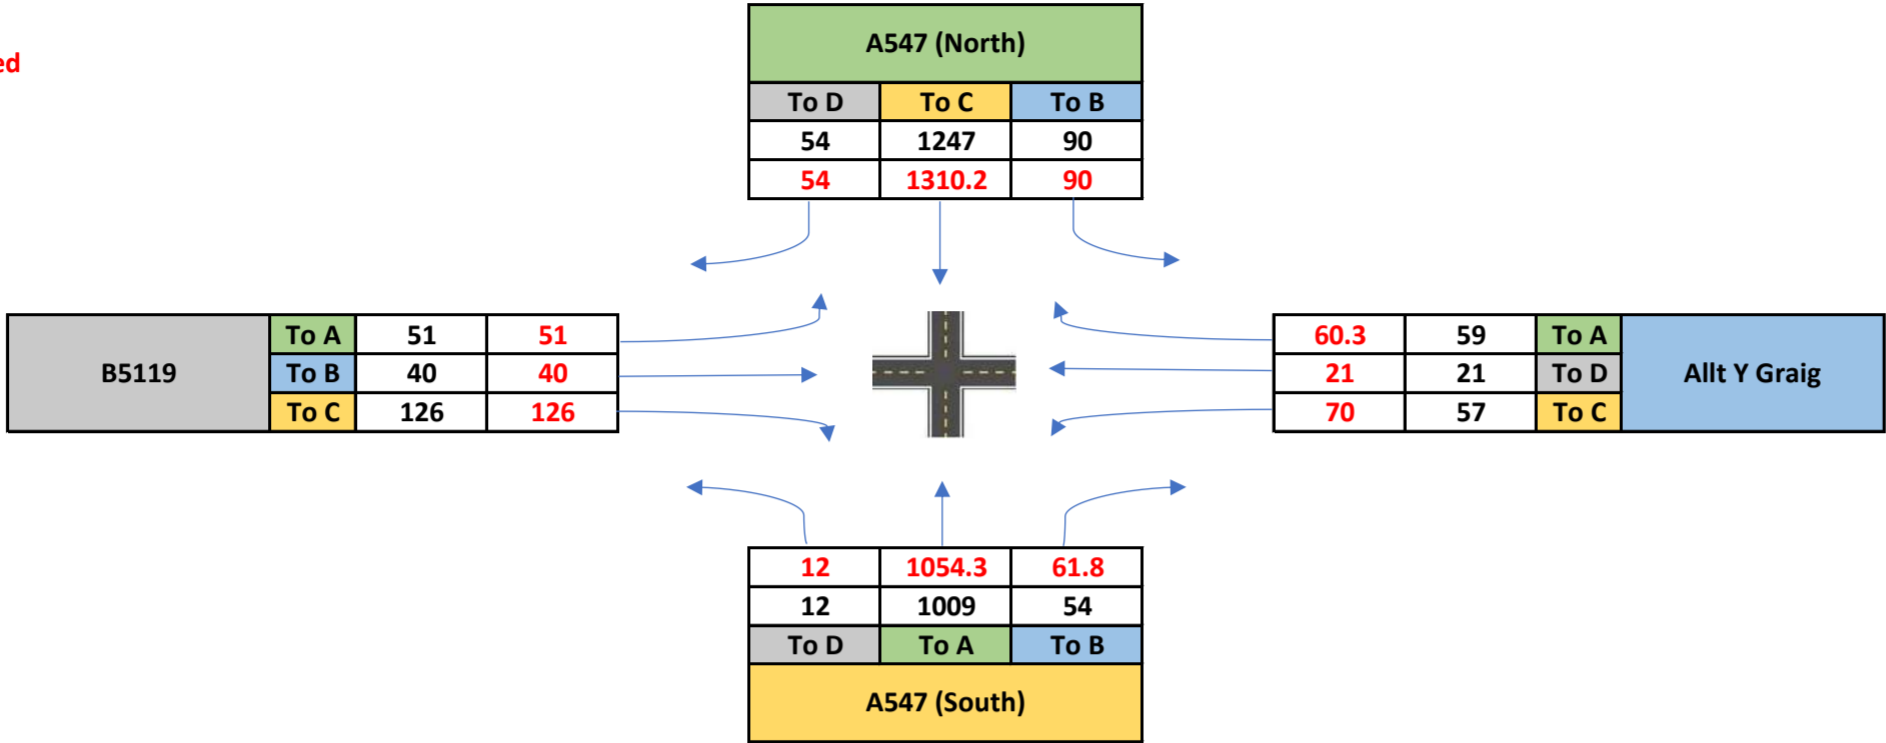 A547 (North)
ed
To D To C To B
54 1247 90
54 1310.2 90
B5119 To A 51 51
To B 40 40
To C 126 126
60.3 59 To A Allt Y Graig
21 21 To D
70 57 To C
12 1054.3 61.8
12 1009 54
To D To A To B
A547 (South)